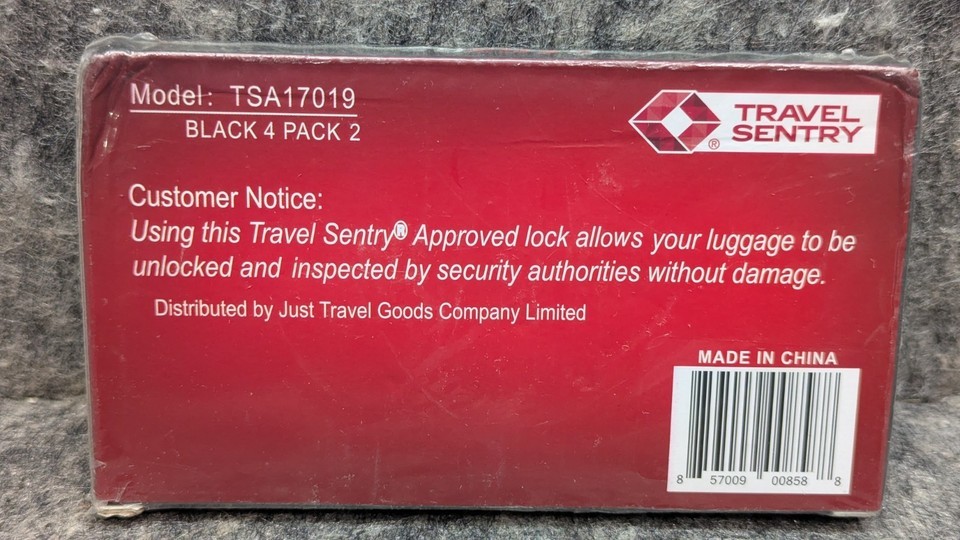 Model: TSA17019
BLACK 4 PACK 2
TRAVEL
SENTRY
®
Customer Notice:
Using this Travel Sentry® Approved lock allows your luggage to be
unlocked and inspected by security authorities without damage.
Distributed by Just Travel Goods Company Limited
MADE IN CHINA
8 57009 00858 8